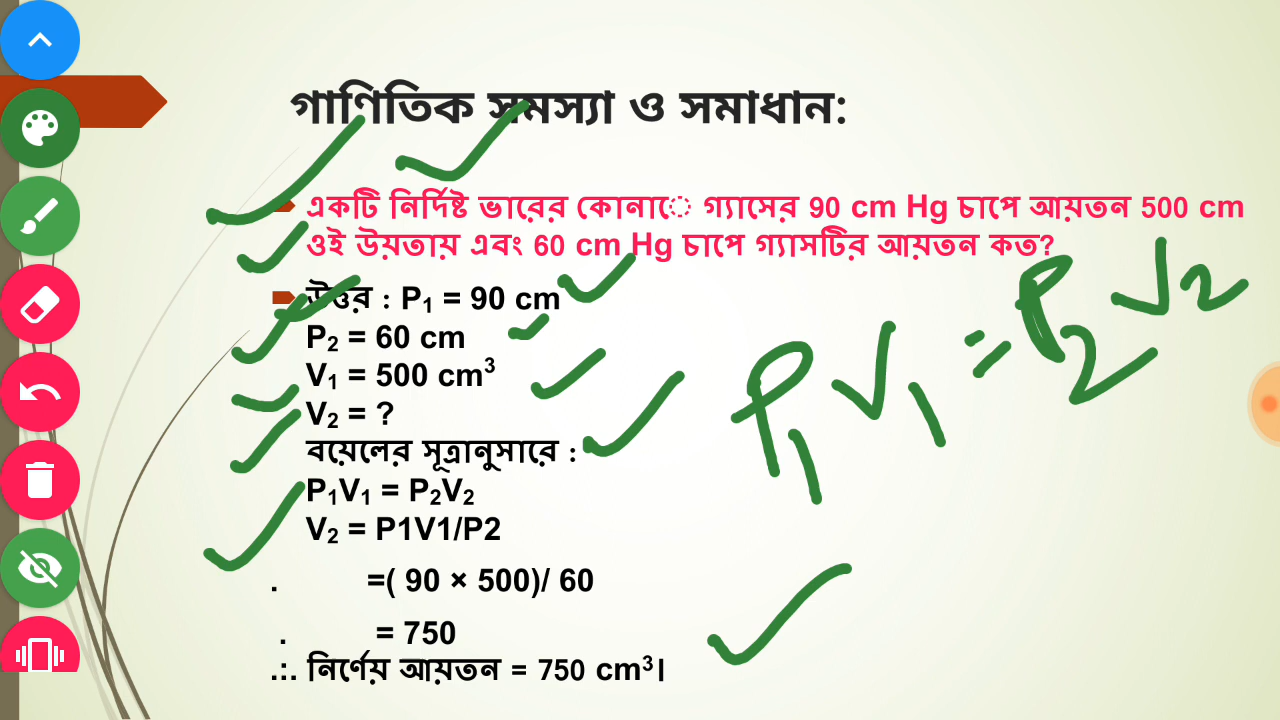 গাণিতিক সমস্যা ও সমাধান:
একটি নির্দিষ্ট ভারের কোনাে গ্যাসের 90 cm Hg চাপে আয়তন 500 cm
ওই উয়তায় এবং 60 cm Hg চাপে গ্যাসটির আয়তন কত?
উত্তর : P₁ = 90 cm
P₂ = 60 cm
V₁ = 500 cm³
V₂ = ?
বয়েলের সূত্রানুসারে :
P₁V₁ = P₂V₂
V₂ = P1V1/P2
. =( 90 × 500)/ 60
. = 750
.:. নির্ণেয় আয়তন = 750 cm³।
P₁V₁ = P₂V₂